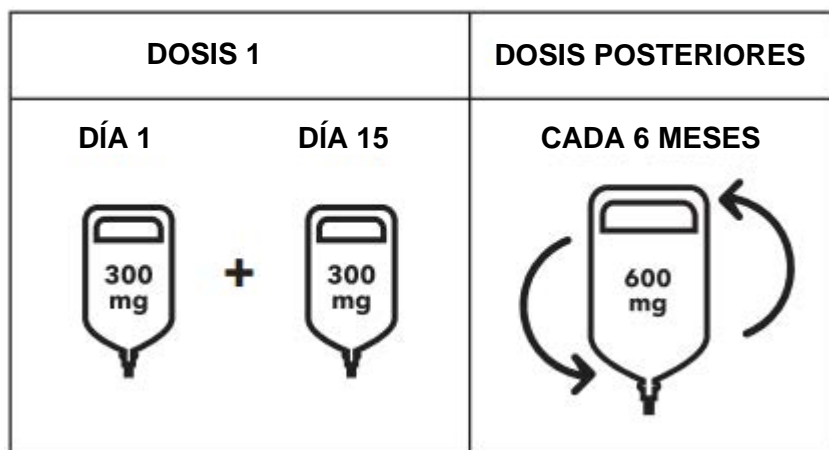 DOSIS 1
DOSIS POSTERIORES
DÍA 1
DÍA 15
CADA 6 MESES
300
mg
+
300
mg
600
mg